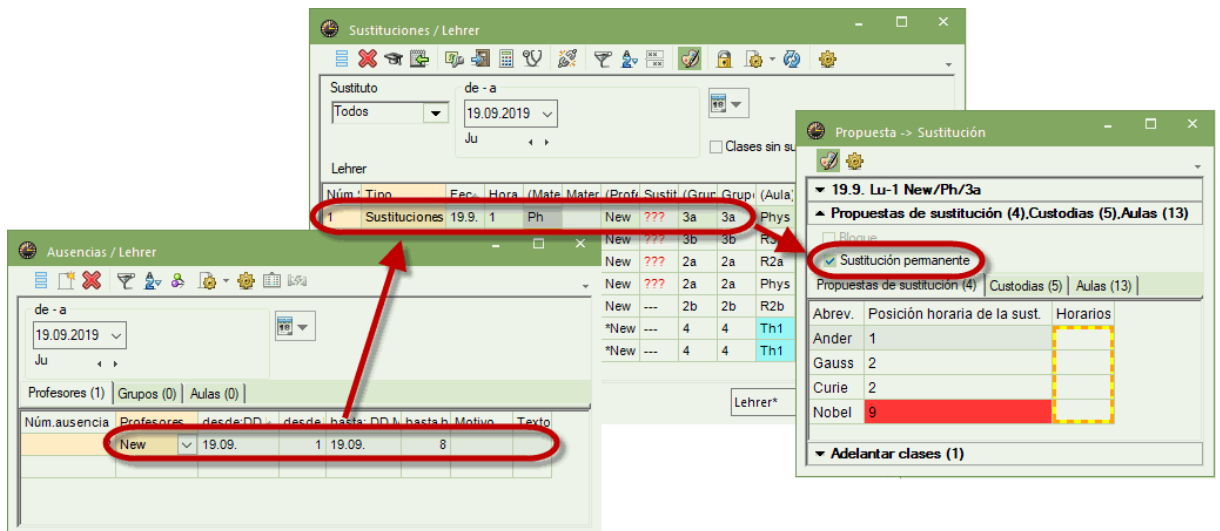 Sustituciones / Lehrer
Sustituto
de - a
Todos
19.09.2019
Ju
Clases sin su
Lehrer
Tipo Hora (Mate Mater (Profe Sustit (Grup Grupo (Aula)
1 Sustituciones 19.9. 1 Ph New ??? 3a 3a Phys
New ??? 3b 3b
New ??? 2a 2a R2a
New ??? 2a 2a Phys
New --- 2b 2b R2b
*New --- 4 4 Th1
*New --- 4 4 Th1
Lehrer*
Ausencias / Lehrer
de - a
19.09.2019
Ju
Profesores (1) Grupos (0) Aulas (0)
Núm.ausencia Profesores desde:DD desde hasta: DD.M hasta h Motivo Texto
New 19.09. 1 19.09. 8
Propuesta -> Sustitución
19.9. Lu-1 New/Ph/3a
Propuestas de sustitución (4),Custodias (5),Aulas (13)
Bloque
Sustitución permanente
Propuestas de sustitución (4) Custodias (5) Aulas (13)
Abrev. Posición horaria de la sust. Horarios
Ander 1
Gauss 2
Curie 2
Nobel 9
Adelantar clases (1)